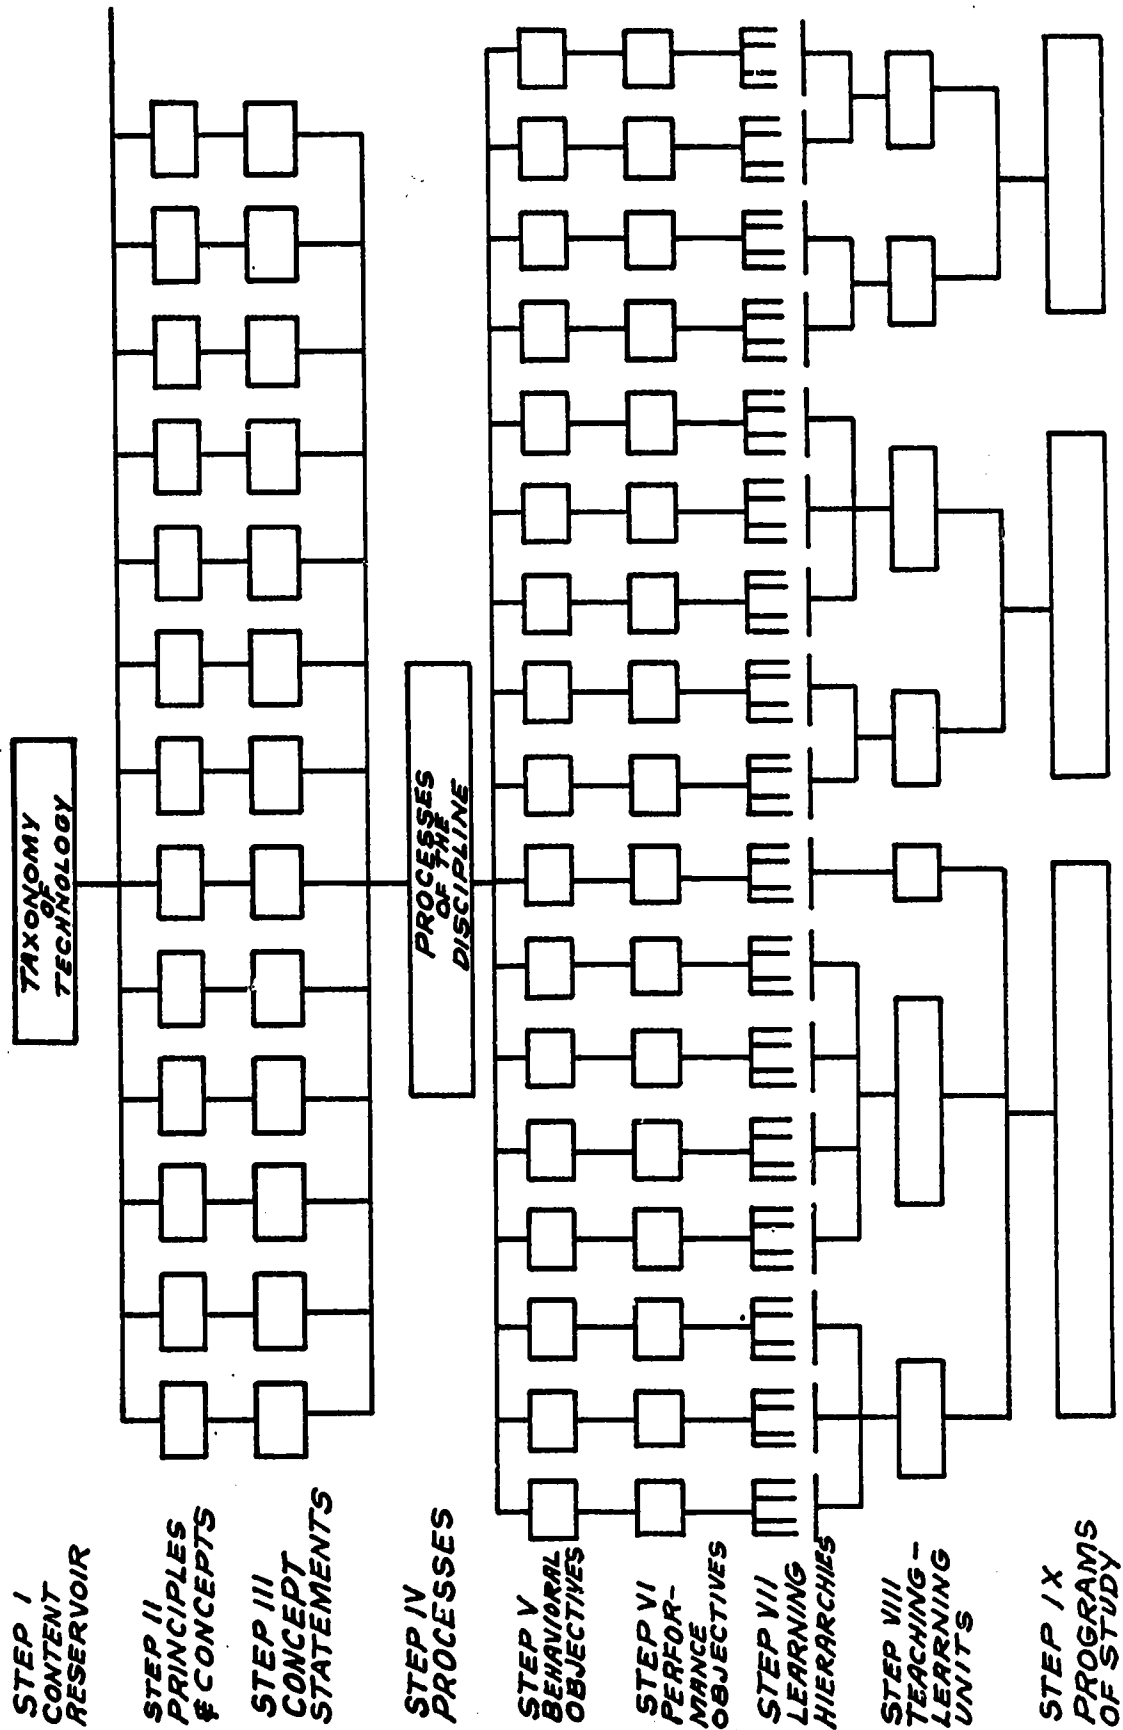 STEP I
CONTENT
RESERVOIR
TAXONOMY
OF
TECHNOLOGY
STEP II
PRINCIPLES
& CONCEPTS
STEP III
CONCEPT
STATEMENTS
STEP IV
PROCESSES
PROCESSES
OF THE
DISCIPLINE
STEP V
BEHAVIORAL
OBJECTIVES
STEP VI
PERFOR-
MANCE
OBJECTIVES
STEP VII
LEARNING
HIERARCHIES
STEP VIII
TEACHING-
LEARNING
UNITS
STEP IX
PROGRAMS
OF STUDY